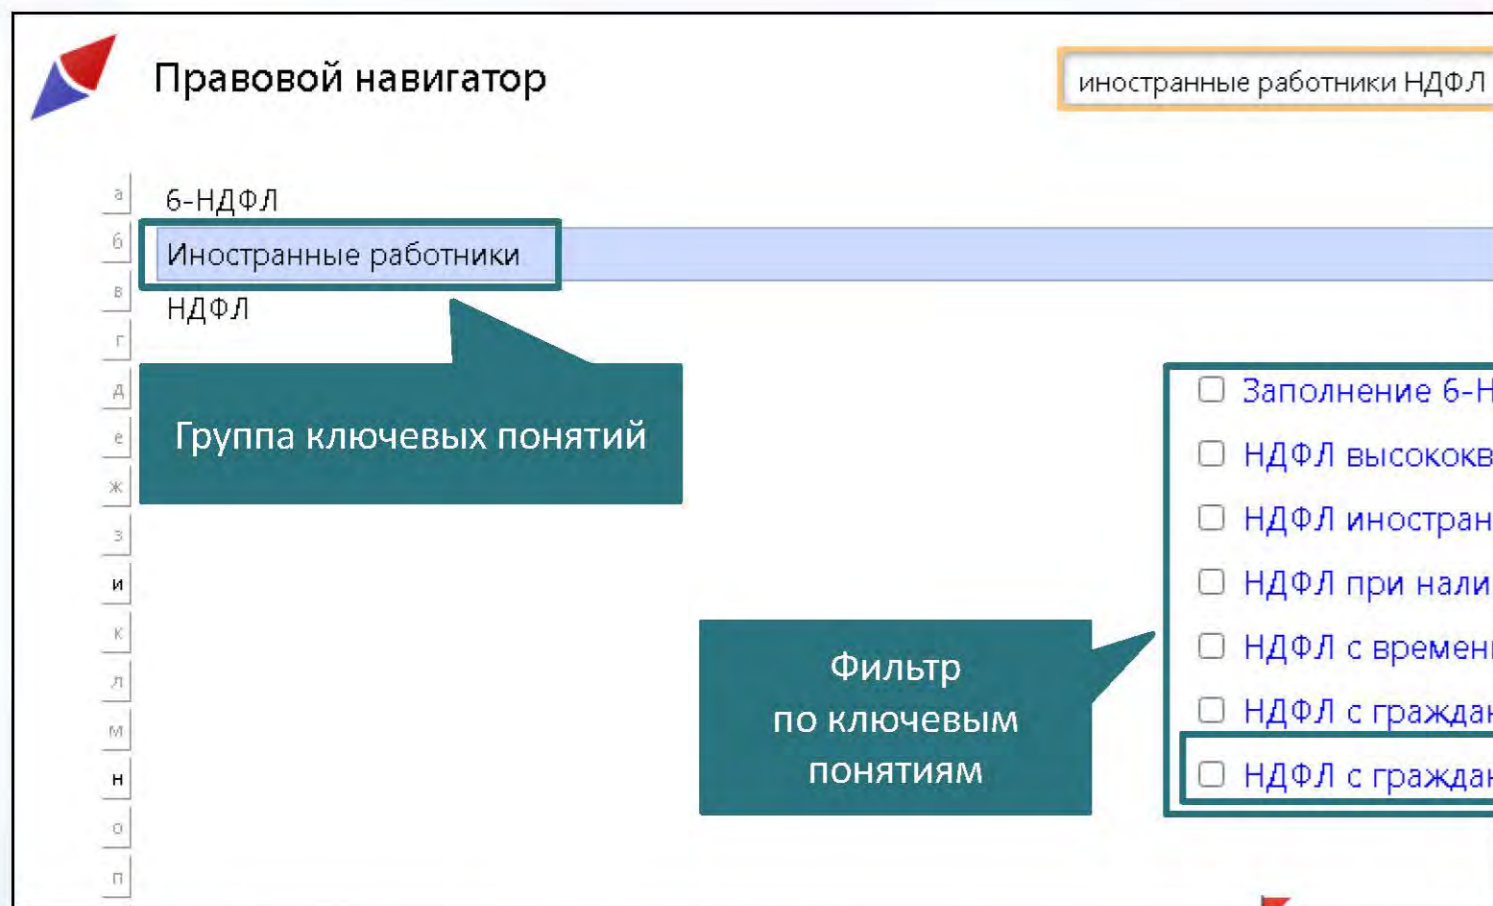 Правовой навигатор
иностранные работники НДФЛ
а
6-НДФЛ
б
Иностранные работники
в
НДФЛ
г
д
е
ж
з
и
к
л
м
н
о
п
Группа ключевых понятий
Заполнение 6-Н
НДФЛ высококв
НДФЛ иностран
НДФЛ при нали
НДФЛ с времен
НДФЛ с граждан
НДФЛ с граждан
Фильтр
по ключевым
понятиям